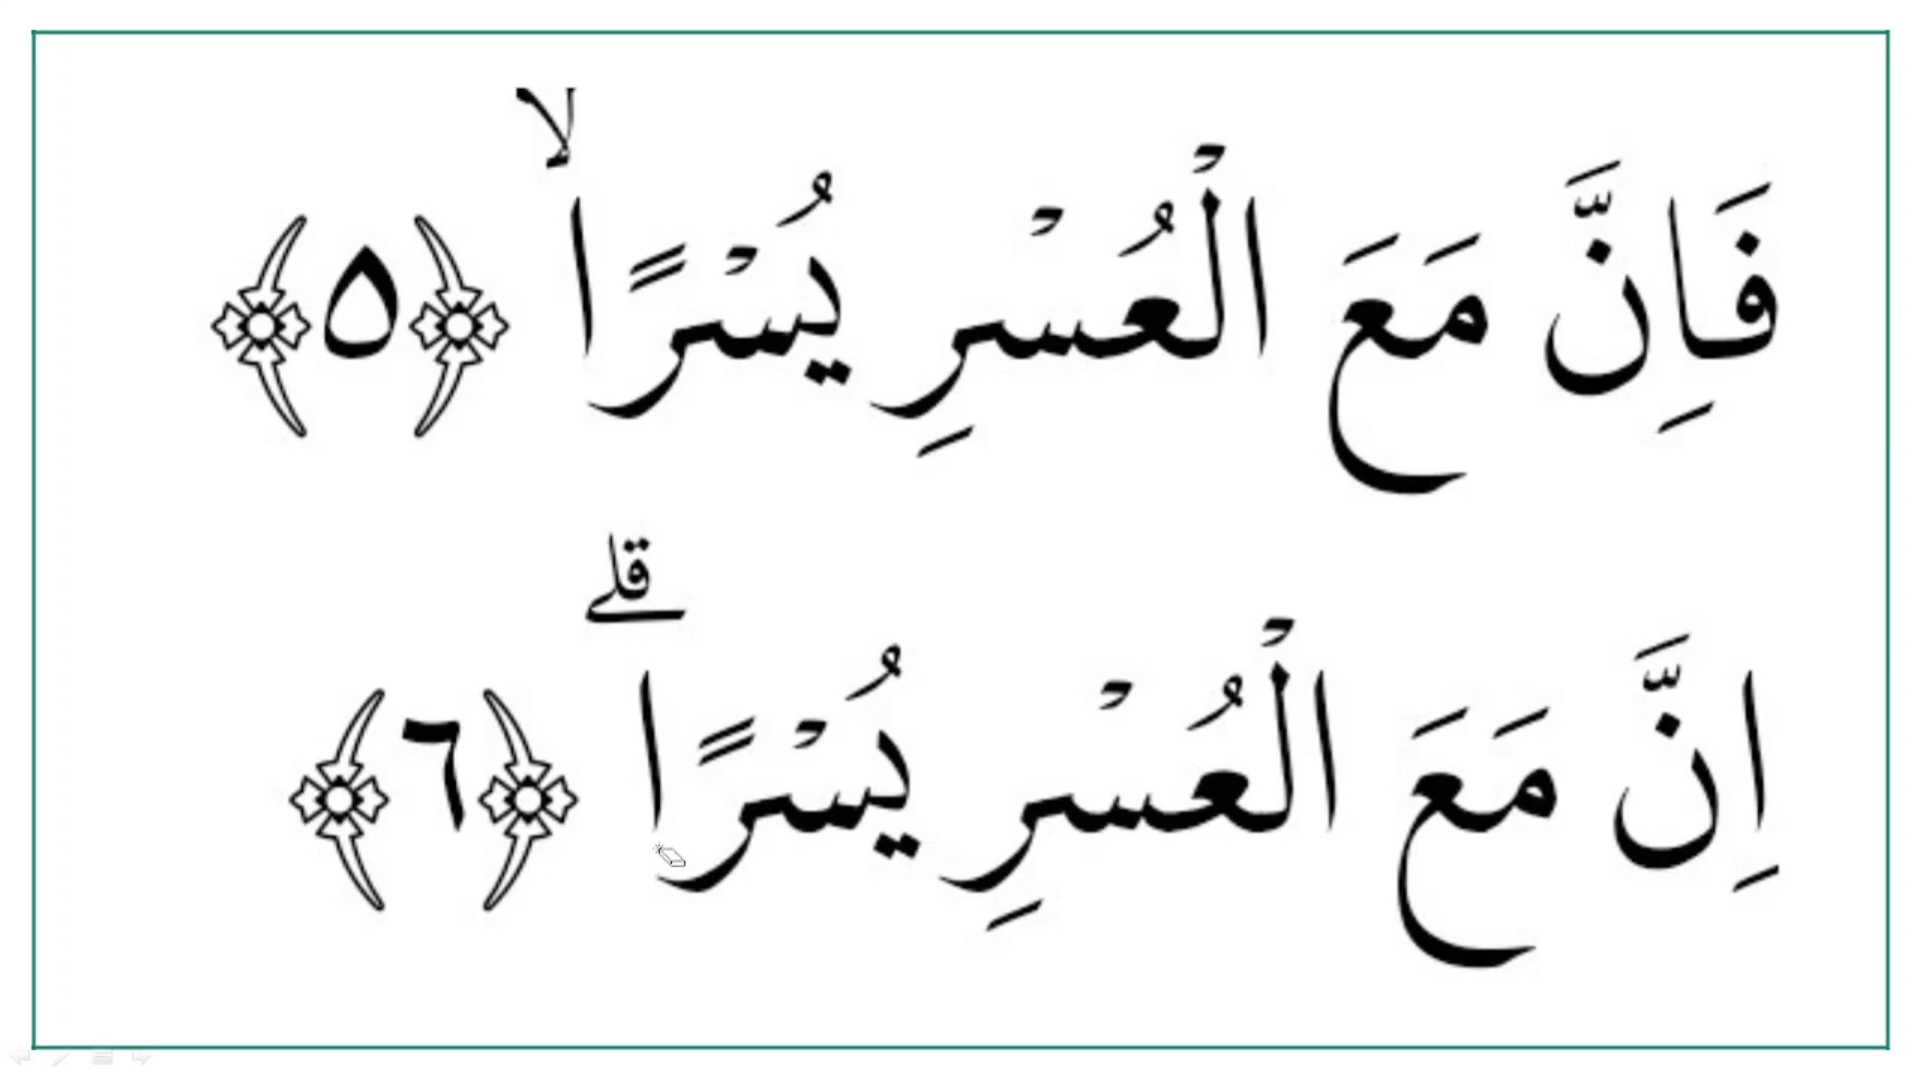 فَاِنَّ مَعَ الْعُسْرِ يُسْرًاۙ ﴿٥﴾
اِنَّ مَعَ الْعُسْرِ يُسْرًاۗ ﴿٦﴾